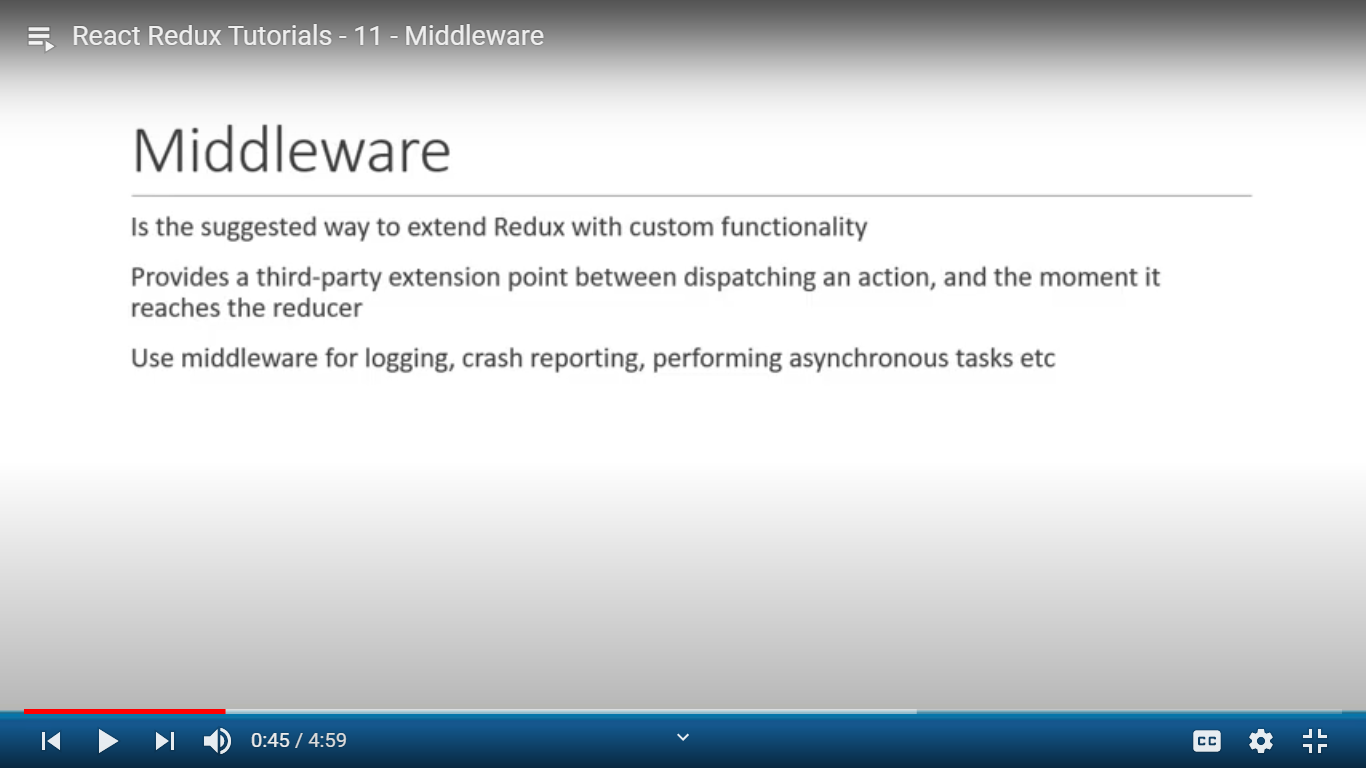 React Redux Tutorials - 11 - Middleware
Middleware
Is the suggested way to extend Redux with custom functionality
Provides a third-party extension point between dispatching an action, and the moment it
reaches the reducer
Use middleware for logging, crash reporting, performing asynchronous tasks etc
0:45 / 4:59
CC